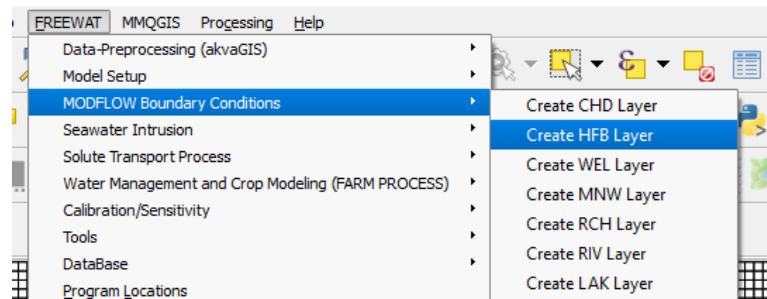 FREEWAT MMQGIS Processing Help
Data-Preprocessing (akvaGIS)
Model Setup
MODFLOW Boundary Conditions
Seawater Intrusion
Solute Transport Process
Water Management and Crop Modeling (FARM PROCESS)
Calibration/Sensitivity
Tools
DataBase
Program Locations
Create CHD Layer
Create HFB Layer
Create WEL Layer
Create MNW Layer
Create RCH Layer
Create RIV Layer
Create LAK Layer